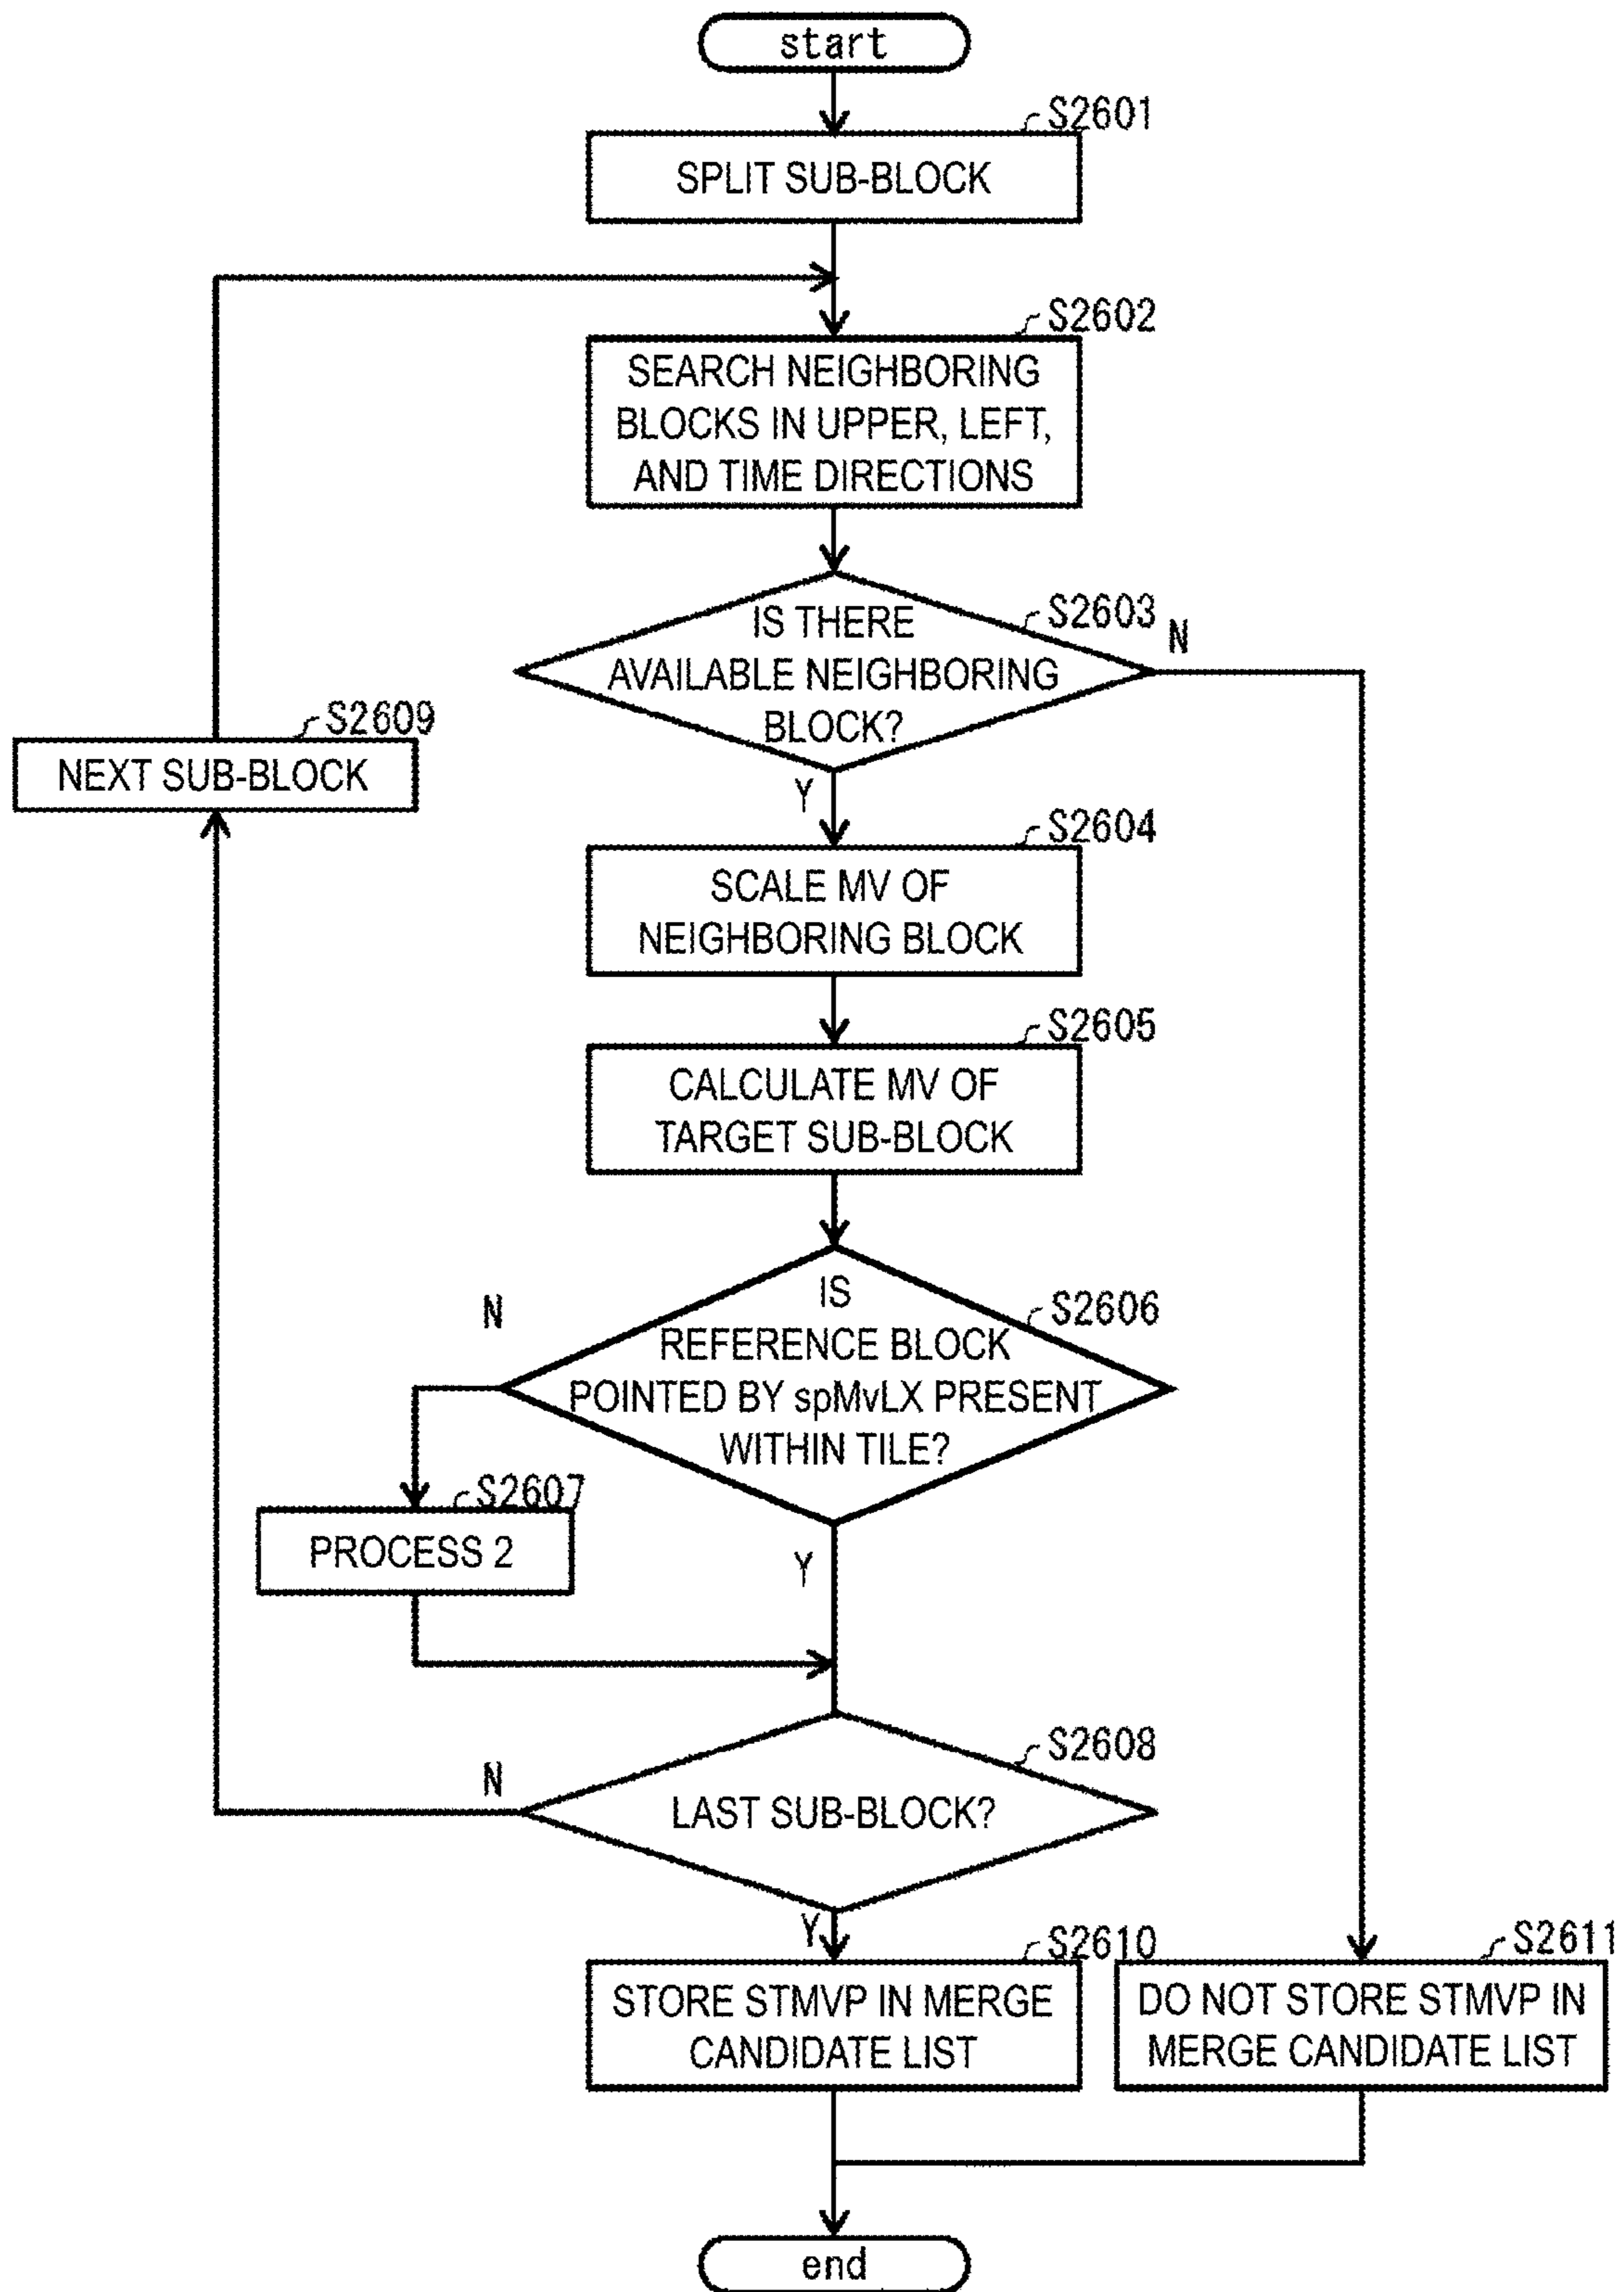 start
S2601
SPLIT SUB-BLOCK
S2602
SEARCH NEIGHBORING
BLOCKS IN UPPER, LEFT,
AND TIME DIRECTIONS
S2603
N
IS THERE
AVAILABLE NEIGHBORING
BLOCK?
S2609
NEXT SUB-BLOCK
Y
S2604
SCALE MV OF
NEIGHBORING BLOCK
S2605
CALCULATE MV OF
TARGET SUB-BLOCK
N
S2606
IS
REFERENCE BLOCK
POINTED BY spMvLX PRESENT
WITHIN TILE?
S2607
PROCESS 2
Y
S2608
N
LAST SUB-BLOCK?
Y
S2610
STORE STMVP IN MERGE
CANDIDATE LIST
S2611
DO NOT STORE STMVP IN
MERGE CANDIDATE LIST
end